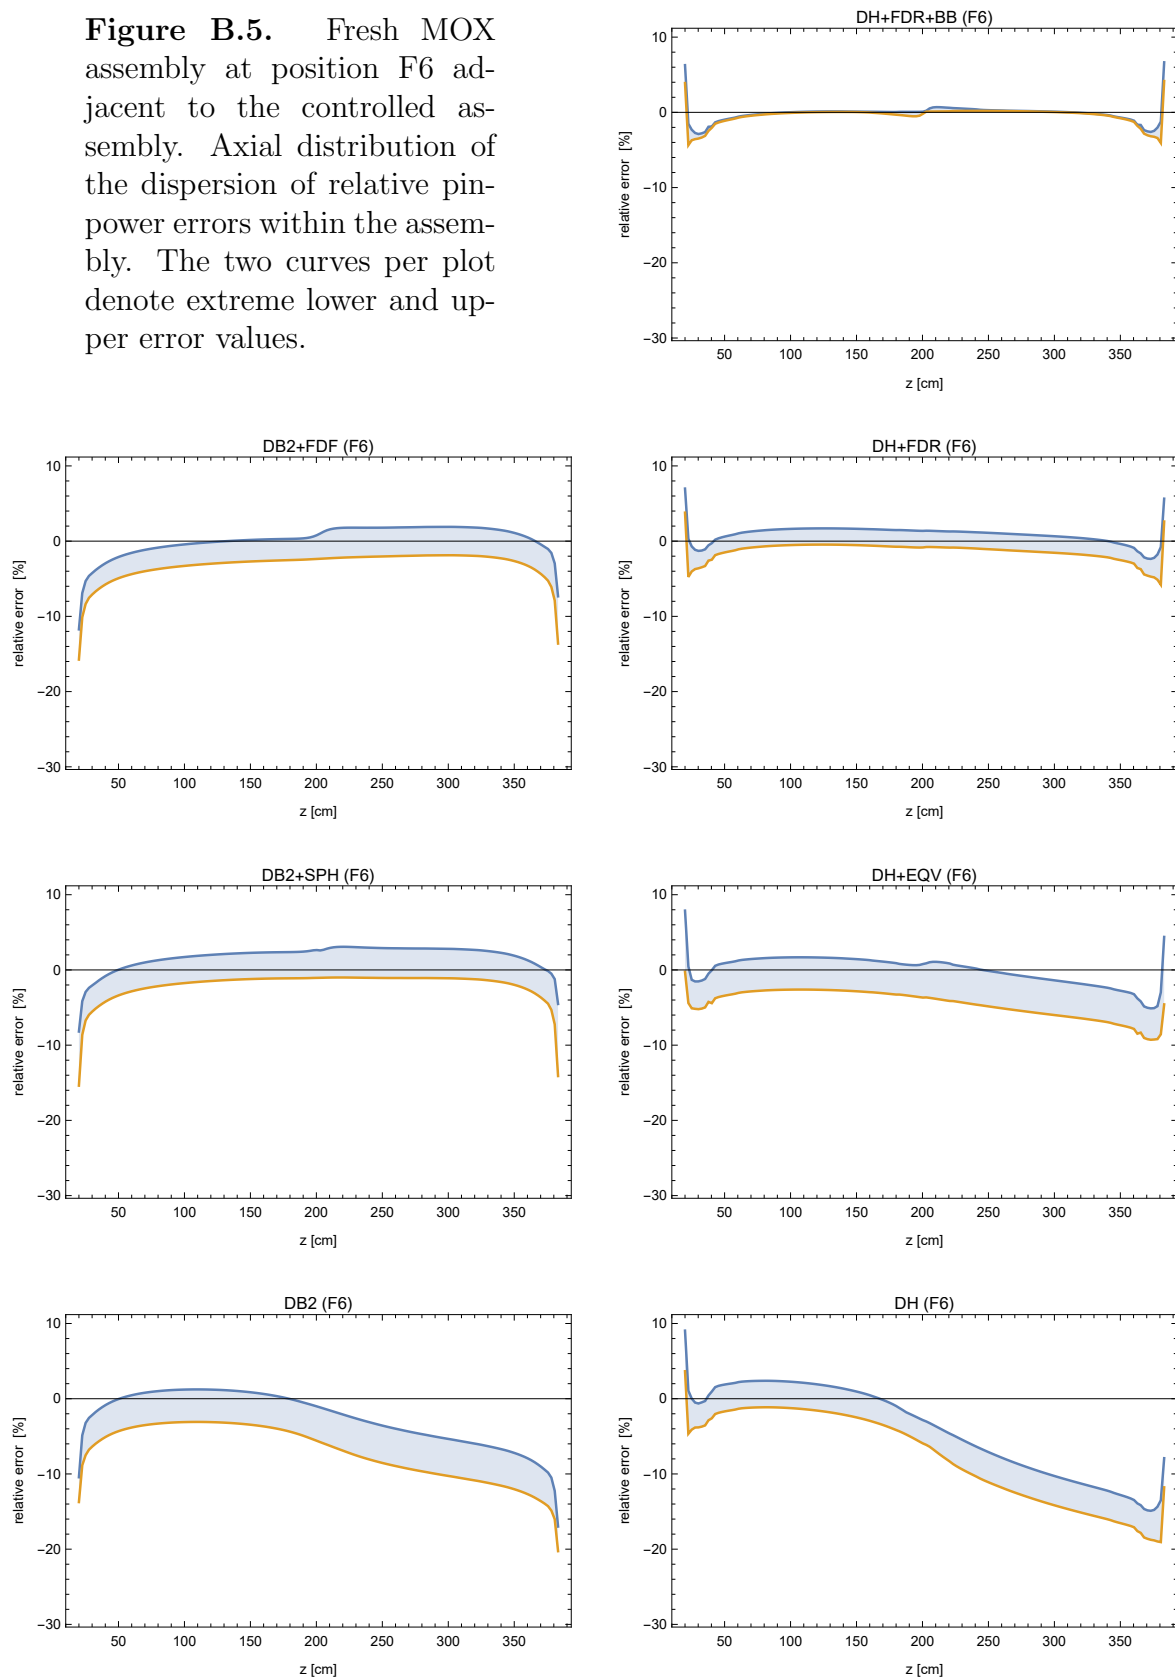 Figure B.5. Fresh MOX
assembly at position F6 ad-
jacent to the controlled as-
sembly. Axial distribution of
the dispersion of relative pin-
power errors within the assem-
bly. The two curves per plot
denote extreme lower and up-
per error values.
DH+FDR+BB (F6)
10
0
−10
−20
−30
relative error [%]
50 100 150 200 250 300 350
z [cm]
DB2+FDF (F6)
10
0
−10
−20
−30
relative error [%]
50 100 150 200 250 300 350
z [cm]
DH+FDR (F6)
10
0
−10
−20
−30
relative error [%]
50 100 150 200 250 300 350
z [cm]
DB2+SPH (F6)
10
0
−10
−20
−30
relative error [%]
50 100 150 200 250 300 350
z [cm]
DH+EQV (F6)
10
0
−10
−20
−30
relative error [%]
50 100 150 200 250 300 350
z [cm]
DB2 (F6)
10
0
−10
−20
−30
relative error [%]
50 100 150 200 250 300 350
z [cm]
DH (F6)
10
0
−10
−20
−30
relative error [%]
50 100 150 200 250 300 350
z [cm]